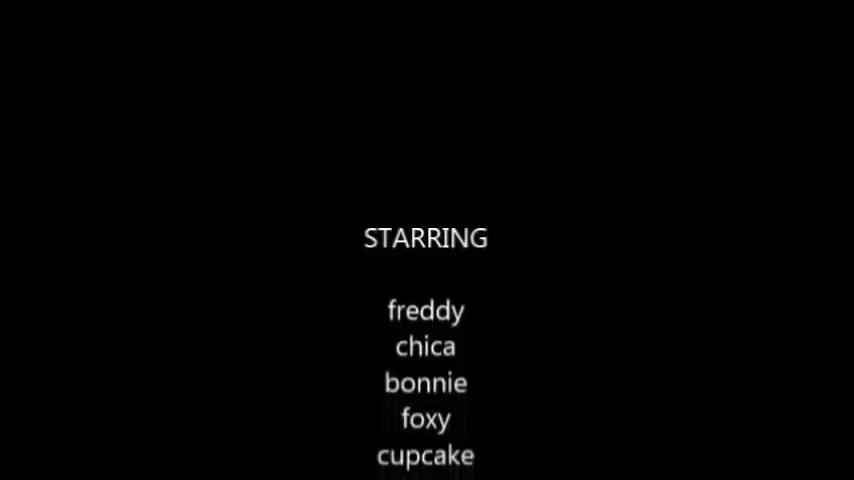 STARRING
freddy
chica
bonnie
foxy
cupcake